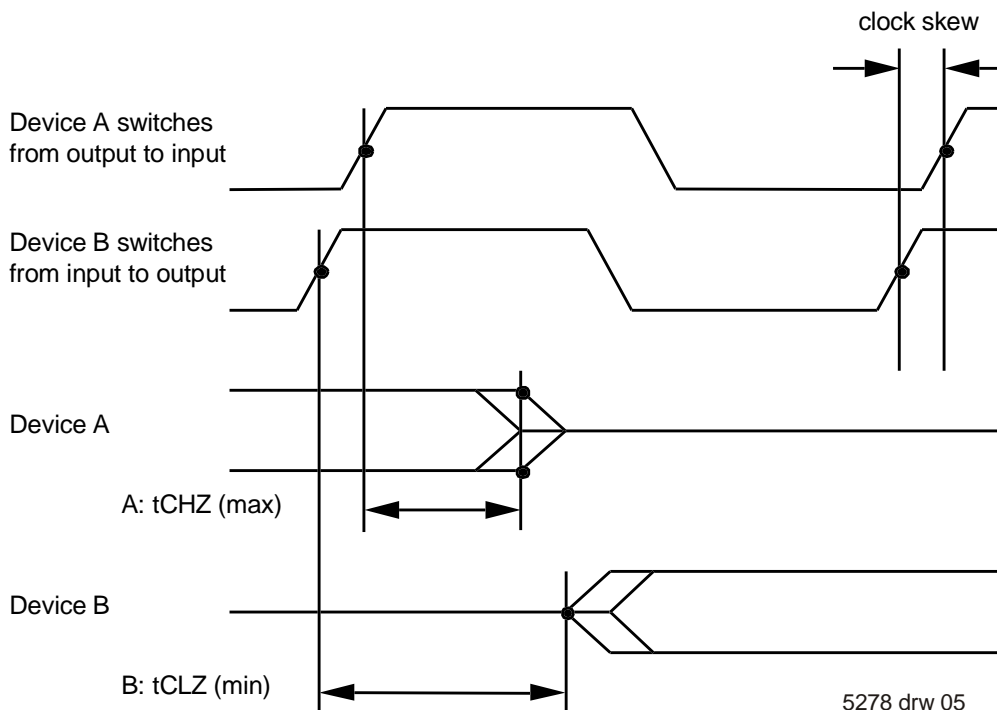 clock skew
Device A switches
from output to input
Device B switches
from input to output
Device A
A: tCHZ (max)
Device B
B: tCLZ (min)
5278 drw 05